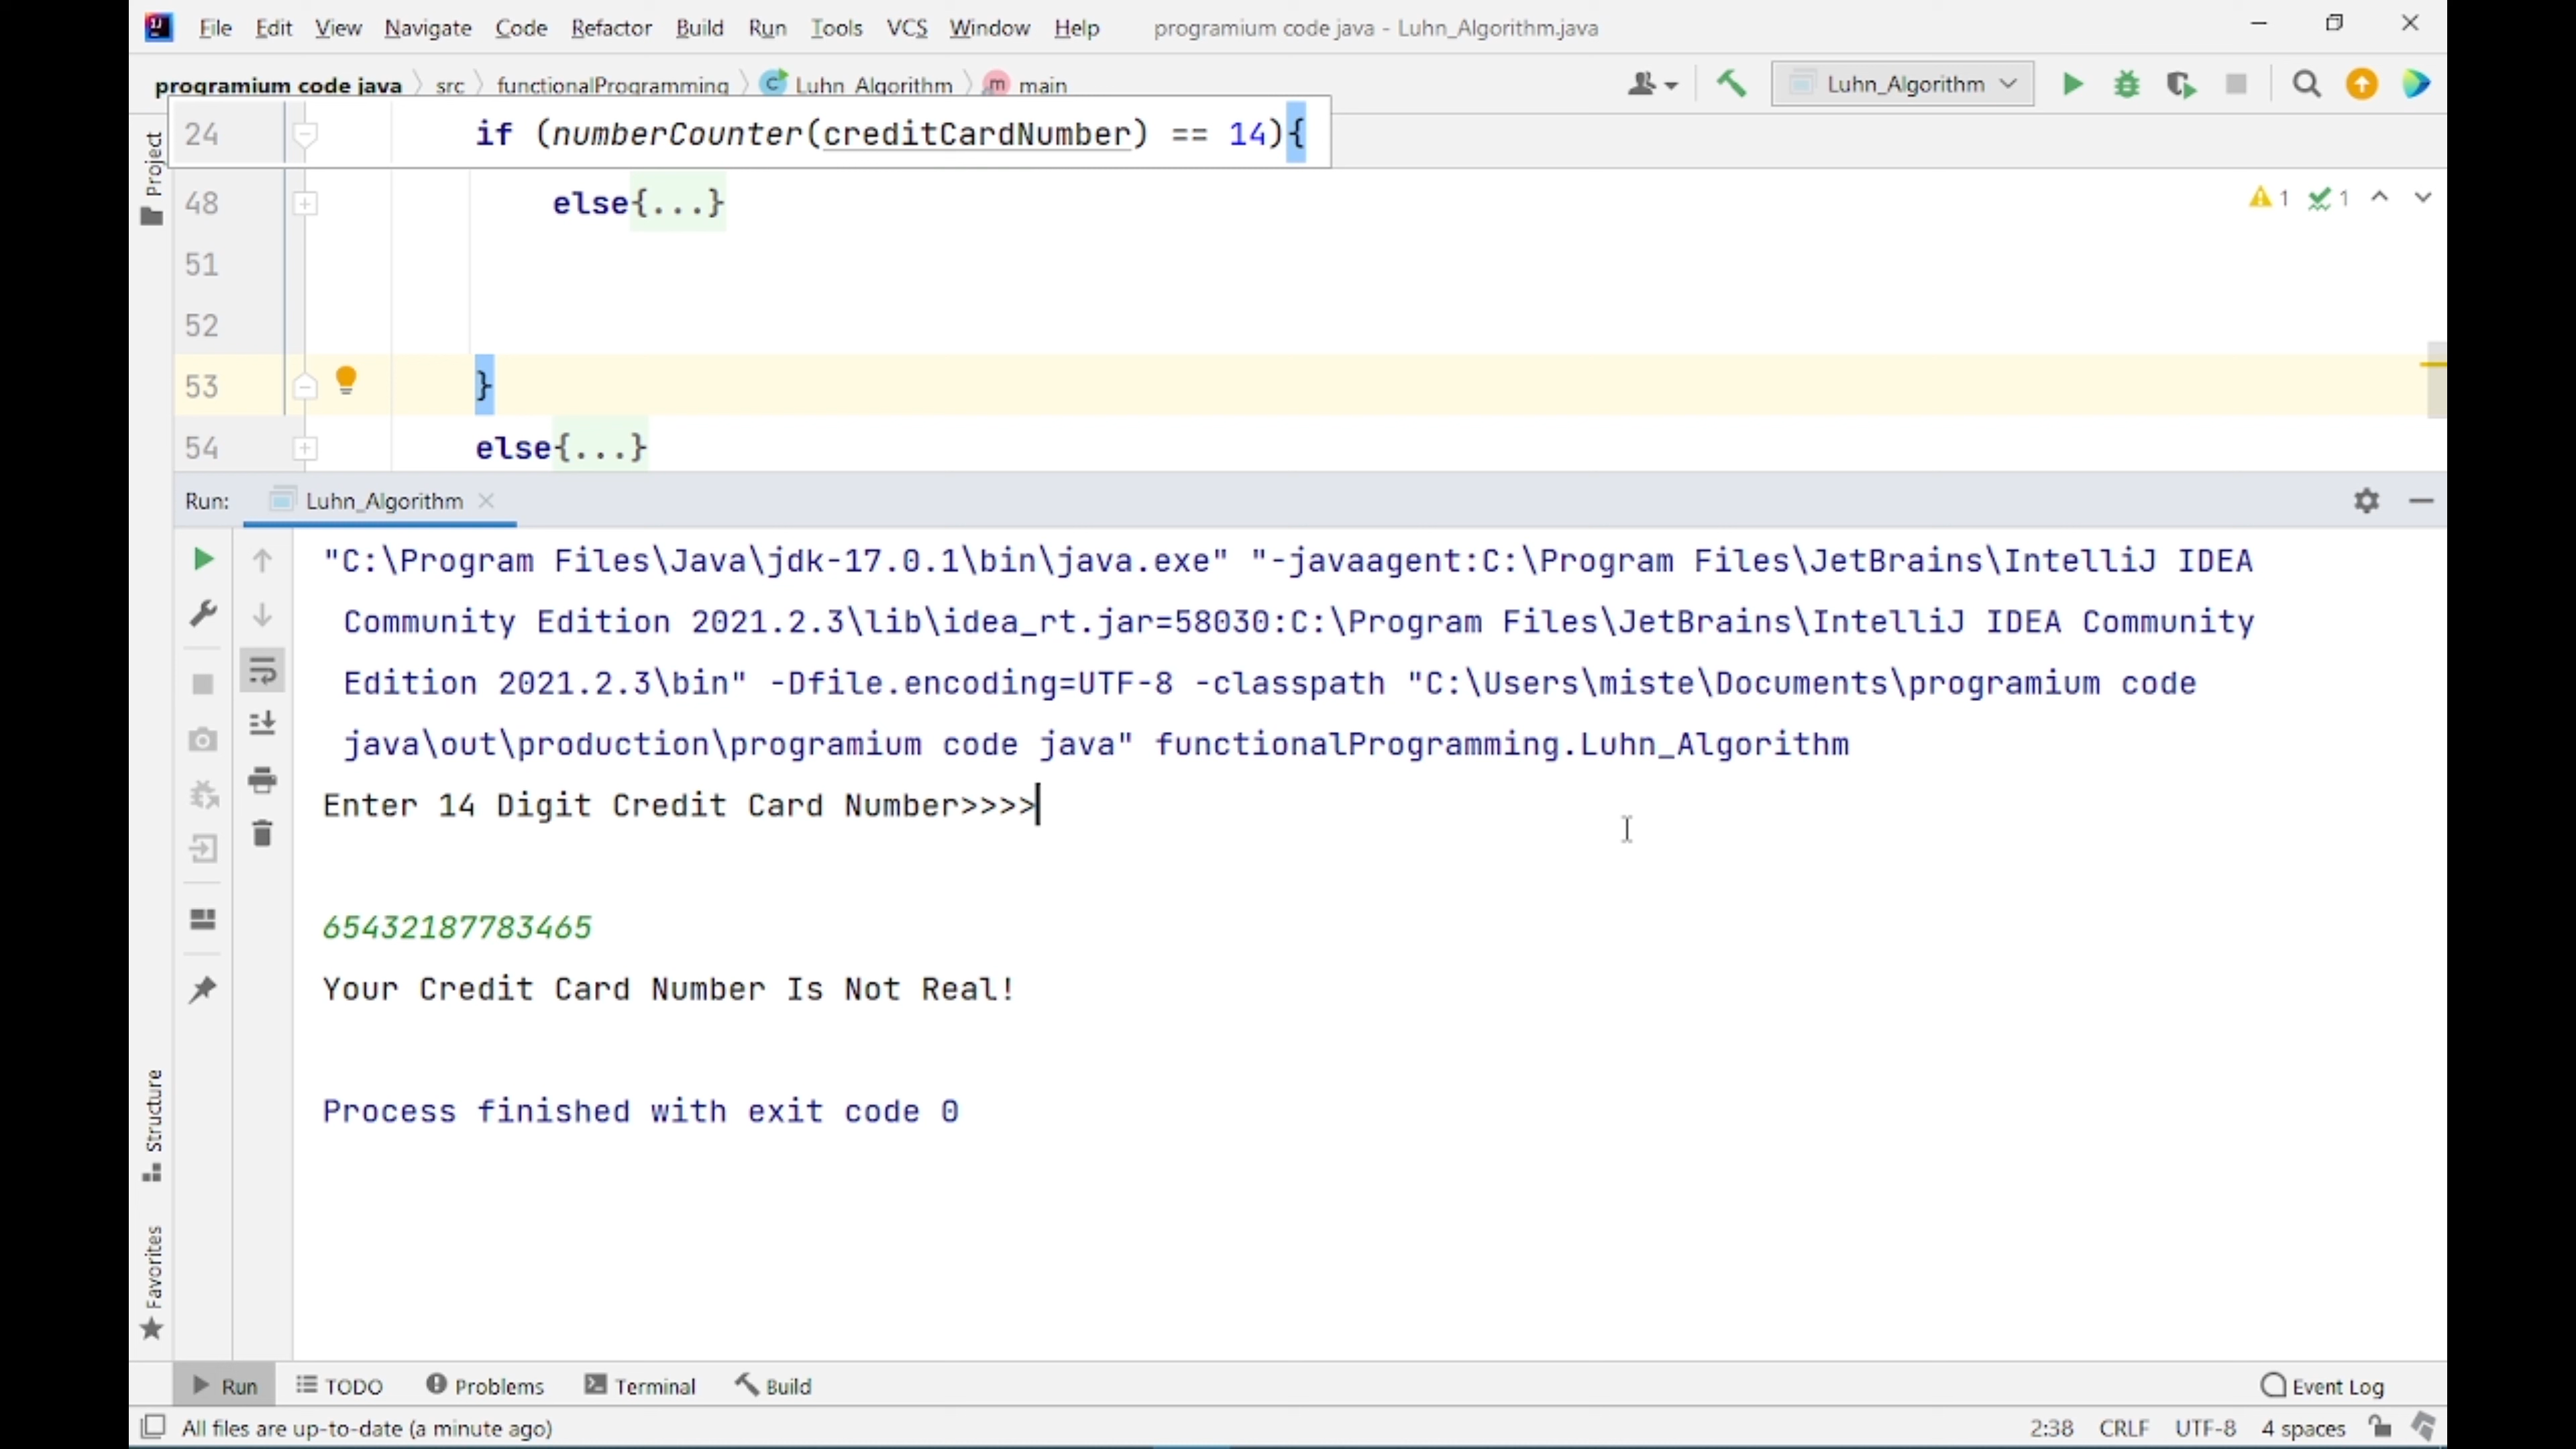 File Edit View Navigate Code Refactor Build Run Tools VCS Window Help programium code java - Luhn_Algorithm.java
programium code java src functionalProgramming Luhn_Algorithm main Luhn_Algorithm
24 if (numberCounter(creditCardNumber) == 14){
Project
48 else{...}
1 1
51
52
53 }
54 else{...}
Run: Luhn_Algorithm
"C:\Program Files\Java\jdk-17.0.1\bin\java.exe" "-javaagent:C:\Program Files\JetBrains\IntelliJ IDEA
Community Edition 2021.2.3\lib\idea_rt.jar=58030:C:\Program Files\JetBrains\IntelliJ IDEA Community
Edition 2021.2.3\bin" -Dfile.encoding=UTF-8 -classpath "C:\Users\miste\Documents\programium code
java\out\production\programium code java" functionalProgramming.Luhn_Algorithm
Enter 14 Digit Credit Card Number>>>>
65432187783465
Your Credit Card Number Is Not Real!
Process finished with exit code 0
Structure
Favorites
Run TODO Problems Terminal Build Event Log
All files are up-to-date (a minute ago) 2:38 CRLF UTF-8 4 spaces